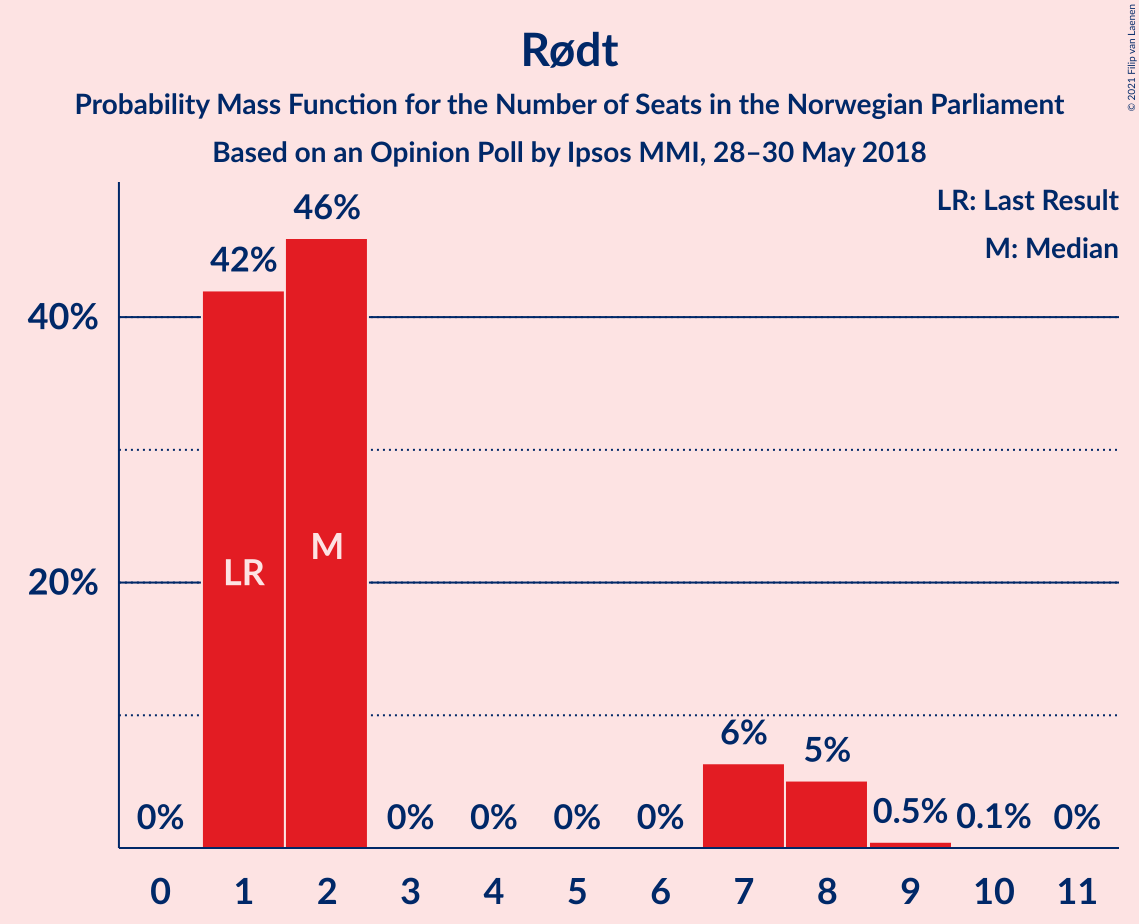 Rødt
Probability Mass Function for the Number of Seats in the Norwegian Parliament
Based on an Opinion Poll by Ipsos MMI, 28–30 May 2018
© 2021 Filip van Laenen
LR: Last Result
M: Median
40%
20%
0%
42%
46%
0%
0%
0%
0%
6%
5%
0.5%
0.1%
0%
LR
M
0 1 2 3 4 5 6 7 8 9 10 11